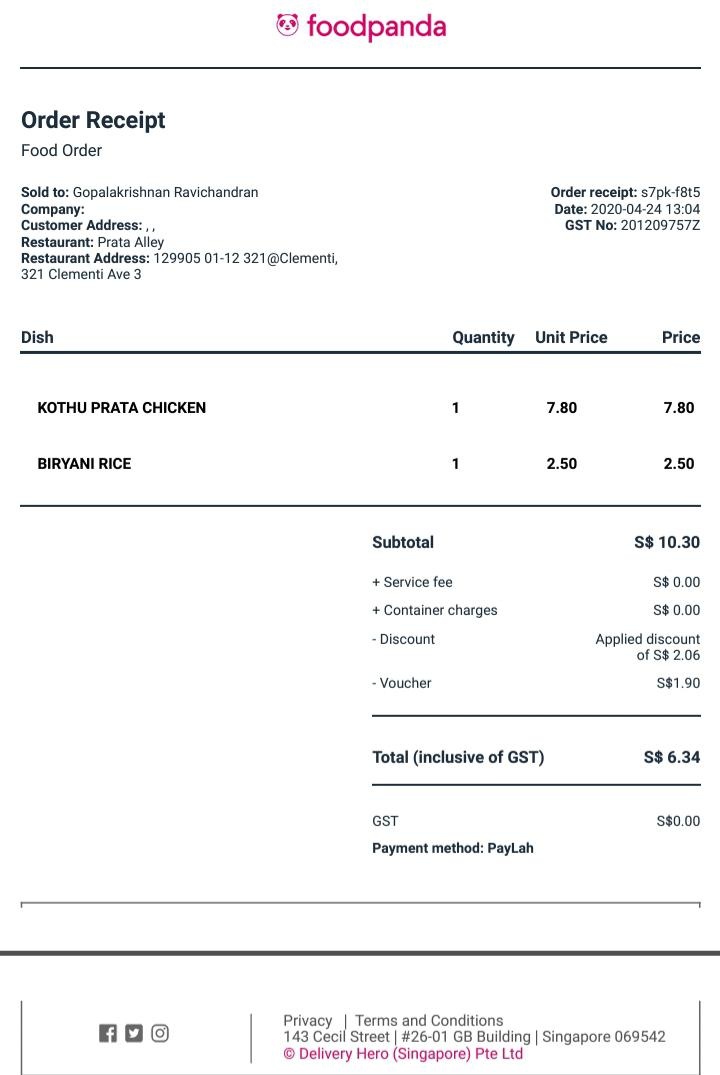 foodpanda
Order Receipt
Food Order
Sold to: Gopalakrishnan Ravichandran
Company:
Customer Address: , ,
Restaurant: Prata Alley
Restaurant Address: 129905 01-12 321@Clementi,
321 Clementi Ave 3
Order receipt: s7pk-f8t5
Date: 2020-04-24 13:04
GST No: 201209757Z
Dish Quantity Unit Price Price
KOTHU PRATA CHICKEN 1 7.80 7.80
BIRYANI RICE 1 2.50 2.50
Subtotal S$ 10.30
+ Service fee S$ 0.00
+ Container charges S$ 0.00
- Discount Applied discount
of S$ 2.06
- Voucher S$1.90
Total (inclusive of GST) S$ 6.34
GST S$0.00
Payment method: PayLah
Privacy | Terms and Conditions
143 Cecil Street | #26-01 GB Building | Singapore 069542
© Delivery Hero (Singapore) Pte Ltd